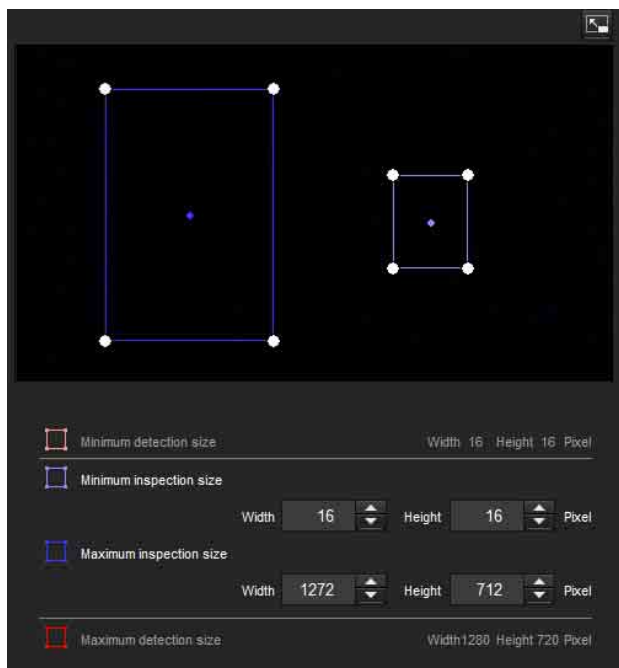 Minimum detection size Width 16 Height 16 Pixel
Minimum inspection size
Width 16 Height 16 Pixel
Maximum inspection size
Width 1272 Height 712 Pixel
Maximum detection size Width1280 Height 720 Pixel